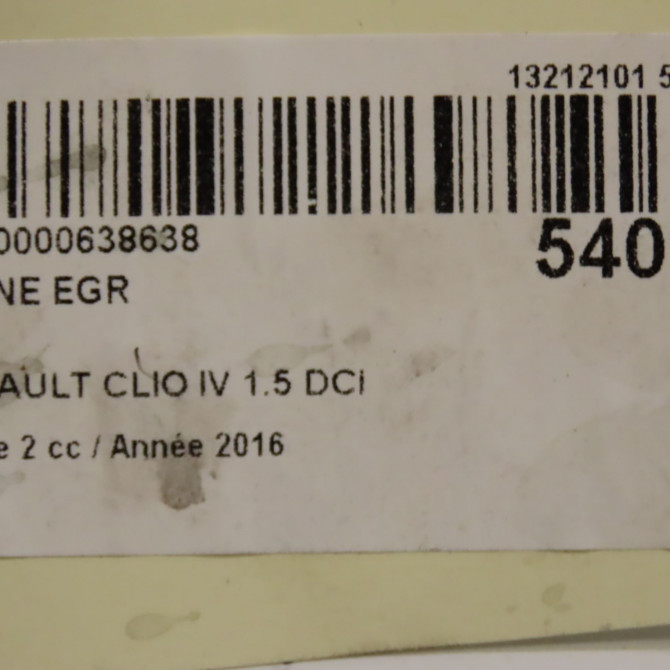 13212101 5
0000638638
540
NE EGR
AULT CLIO IV 1.5 DCi
e 2 cc / Année 2016